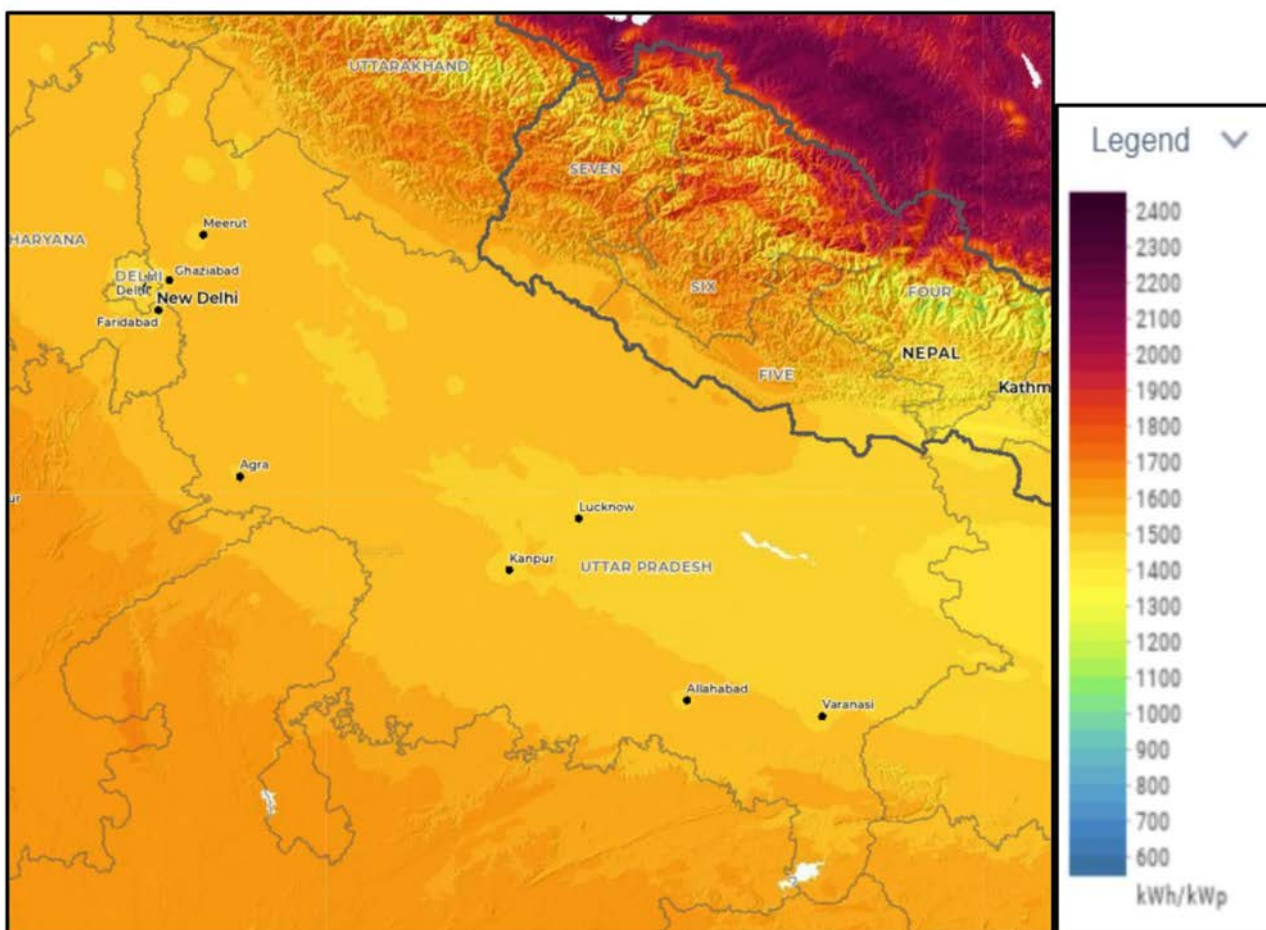 UTTARAKHAND
SEVEN
Meerut
HARYANA
DELHI
Ghaziabad
Delhi
New Delhi
Faridabad
SIX
FOUR
NEPAL
FIVE
Kathm
Agra
ur
Lucknow
Kanpur
UTTAR PRADESH
Allahabad
Varanasi
Legend
2400
2300
2200
2100
2000
1900
1800
1700
1600
1500
1400
1300
1200
1100
1000
900
800
700
600
kWh/kWp